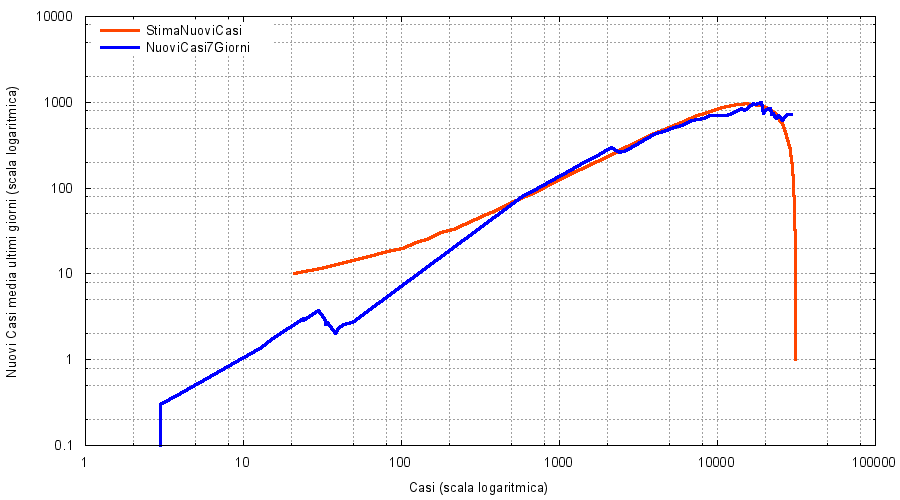 10000
StimaNuoviCasi
NuoviCasi7Giorni
1000
100
10
1
0.1
Nuovi Casi media ultimi giorni (scala logaritmica)
1 10 100 1000 10000 100000
Casi (scala logaritmica)